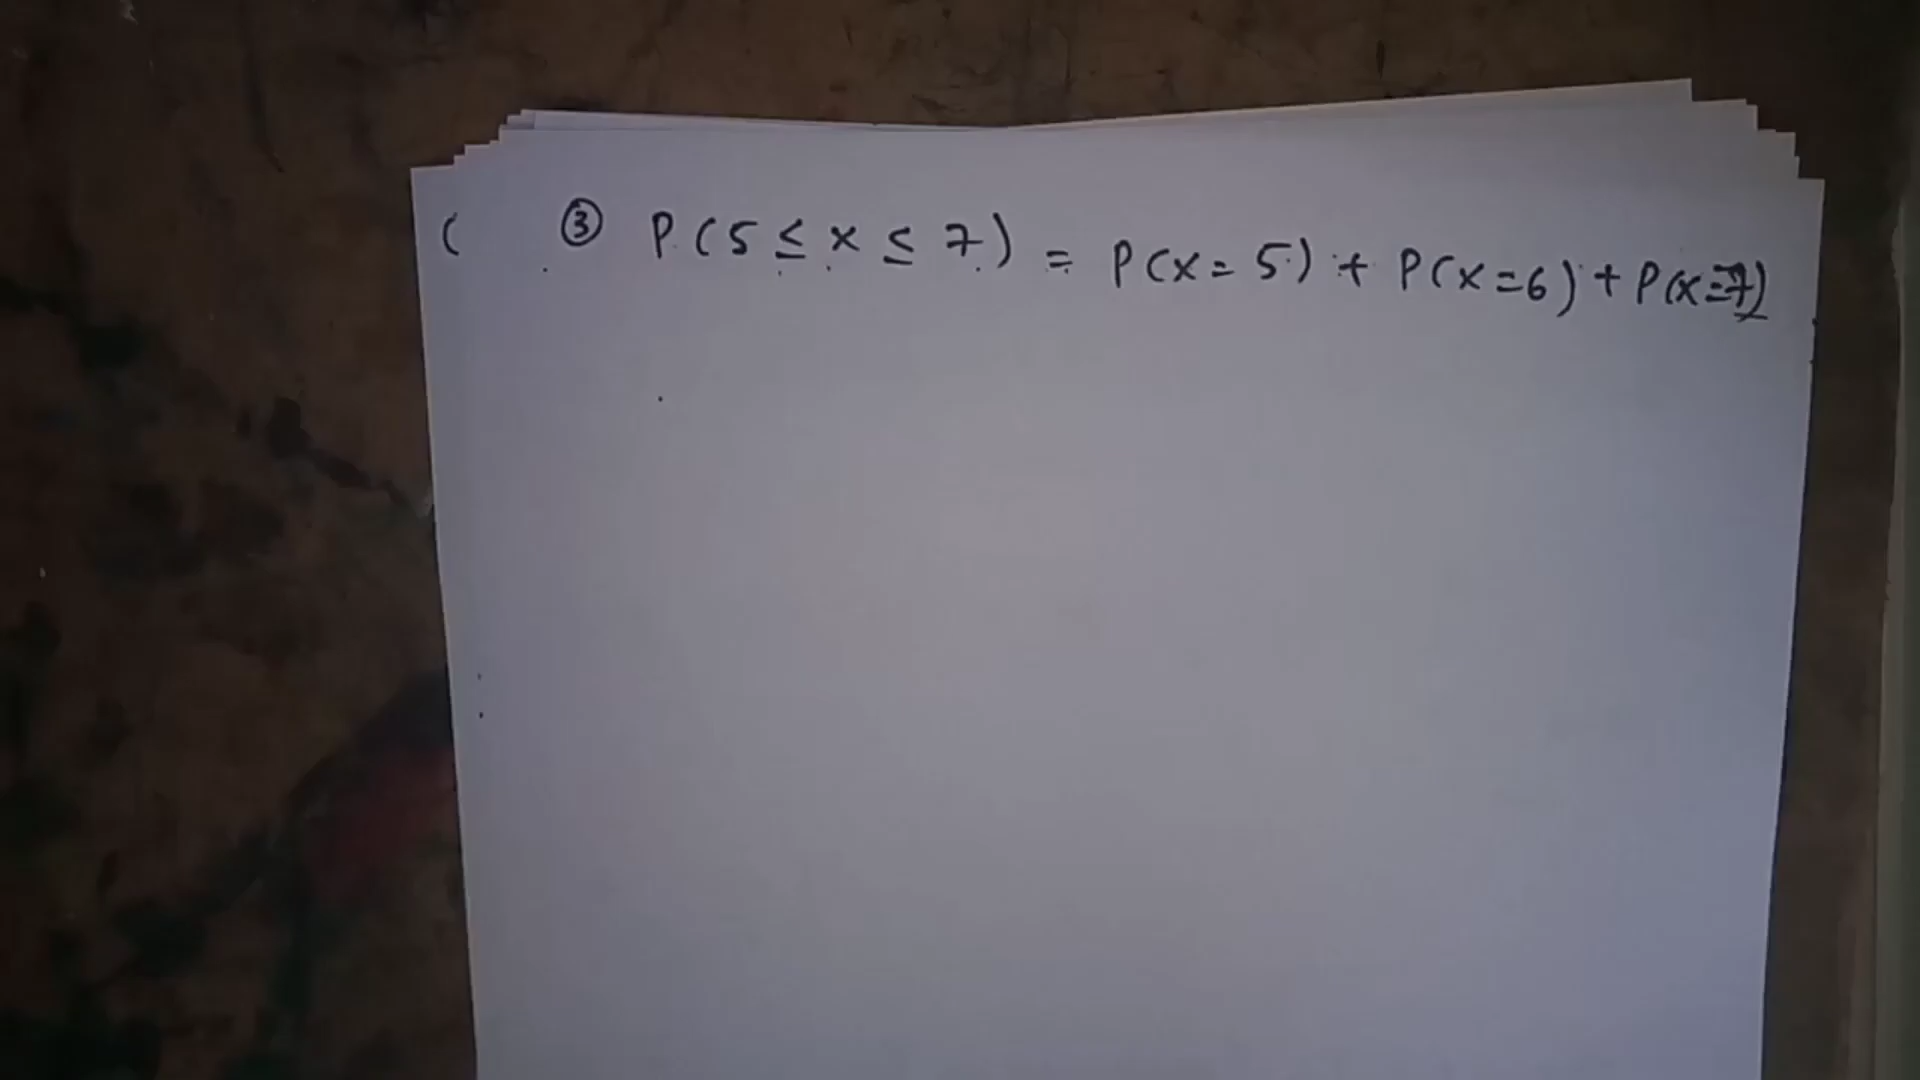 ( ③ P(5 ≤ x ≤ 7) = P(x = 5) + P(x = 6) + P(x = 7)